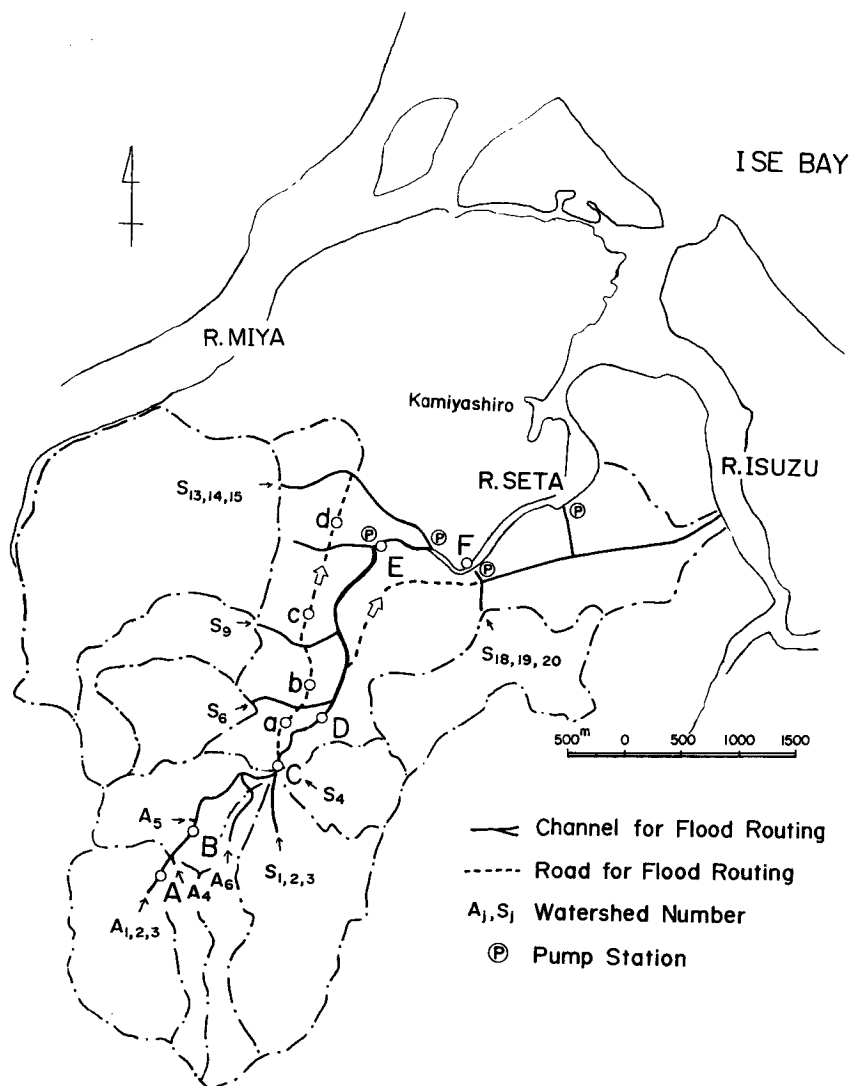 ISE BAY
R.MIYA
Kamiyashiro
R.SETA
R.ISUZU
S13,14,15
d
P
P
P
F
P
E
c
S9
S18,19,20
b
S6
a
D
500m 0 500 1000 1500
C
S4
A5
B
A
A4
A6
S1,2,3
A1,2,3
Channel for Flood Routing
Road for Flood Routing
Aj,Sj Watershed Number
P Pump Station